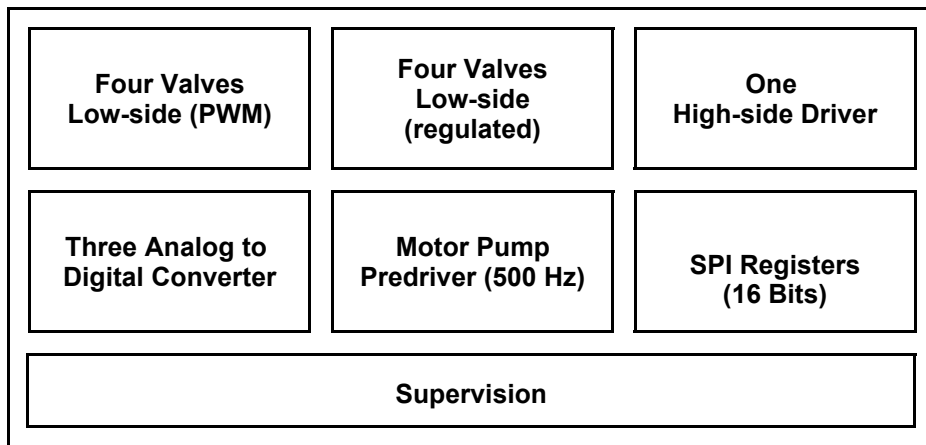 Four Valves
Low-side (PWM)
Four Valves
Low-side
(regulated)
One
High-side Driver
Three Analog to
Digital Converter
Motor Pump
Predriver (500 Hz)
SPI Registers
(16 Bits)
Supervision